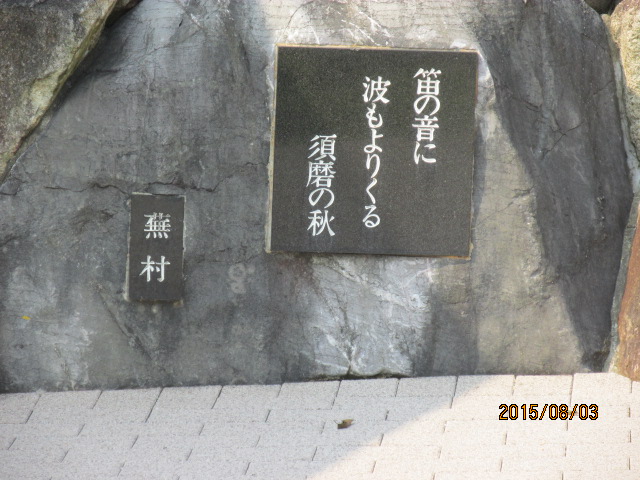 笛の音に
波もよりくる
須磨の秋
蕪村
2015/08/03